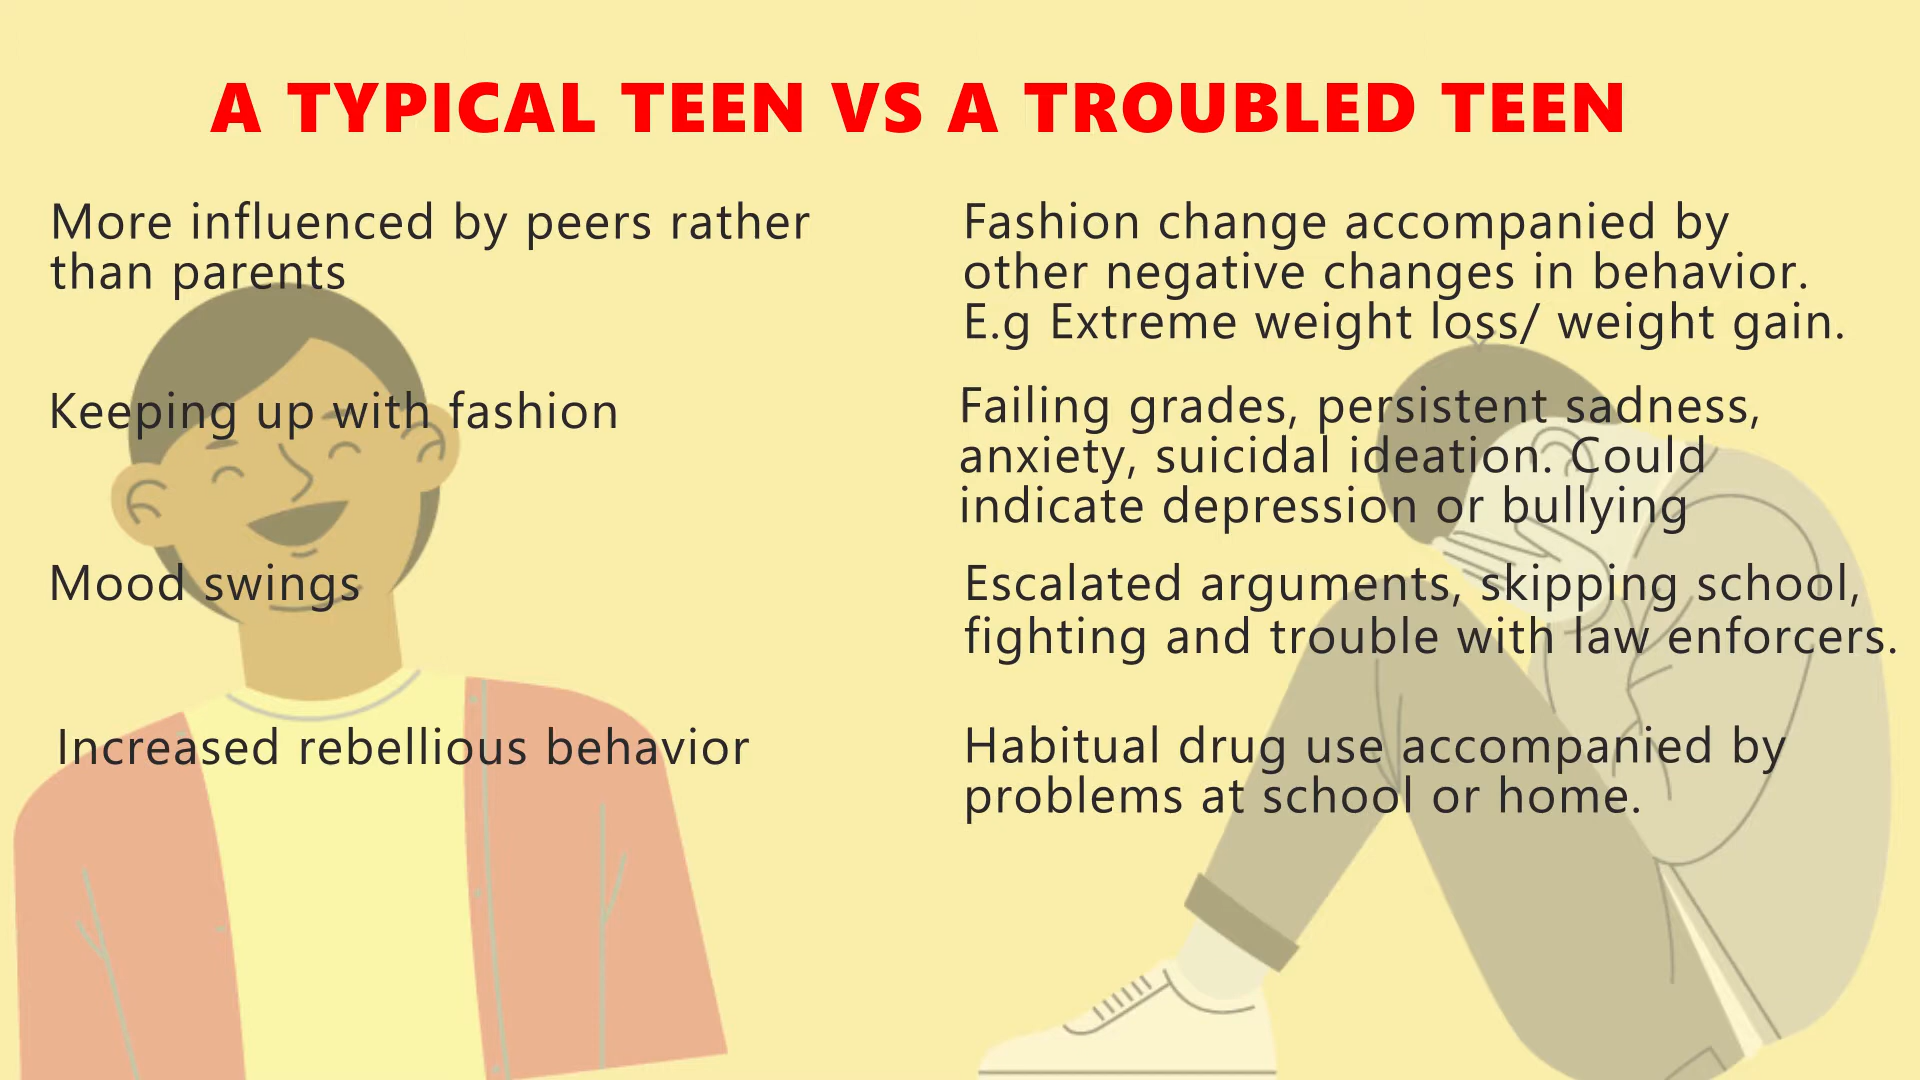 A TYPICAL TEEN VS A TROUBLED TEEN
More influenced by peers rather
than parents
Keeping up with fashion
Mood swings
Increased rebellious behavior
Fashion change accompanied by
other negative changes in behavior.
E.g Extreme weight loss/ weight gain.
Failing grades, persistent sadness,
anxiety, suicidal ideation. Could
indicate depression or bullying
Escalated arguments, skipping school,
fighting and trouble with law enforcers.
Habitual drug use accompanied by
problems at school or home.